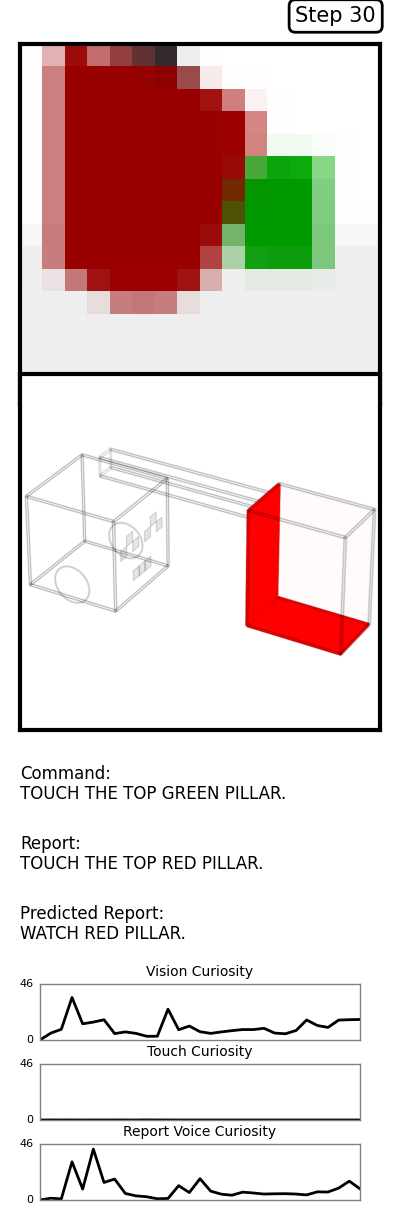 Step 30
Command:
TOUCH THE TOP GREEN PILLAR.
Report:
TOUCH THE TOP RED PILLAR.
Predicted Report:
WATCH RED PILLAR.
Vision Curiosity
46
0
Touch Curiosity
46
0
Report Voice Curiosity
46
0